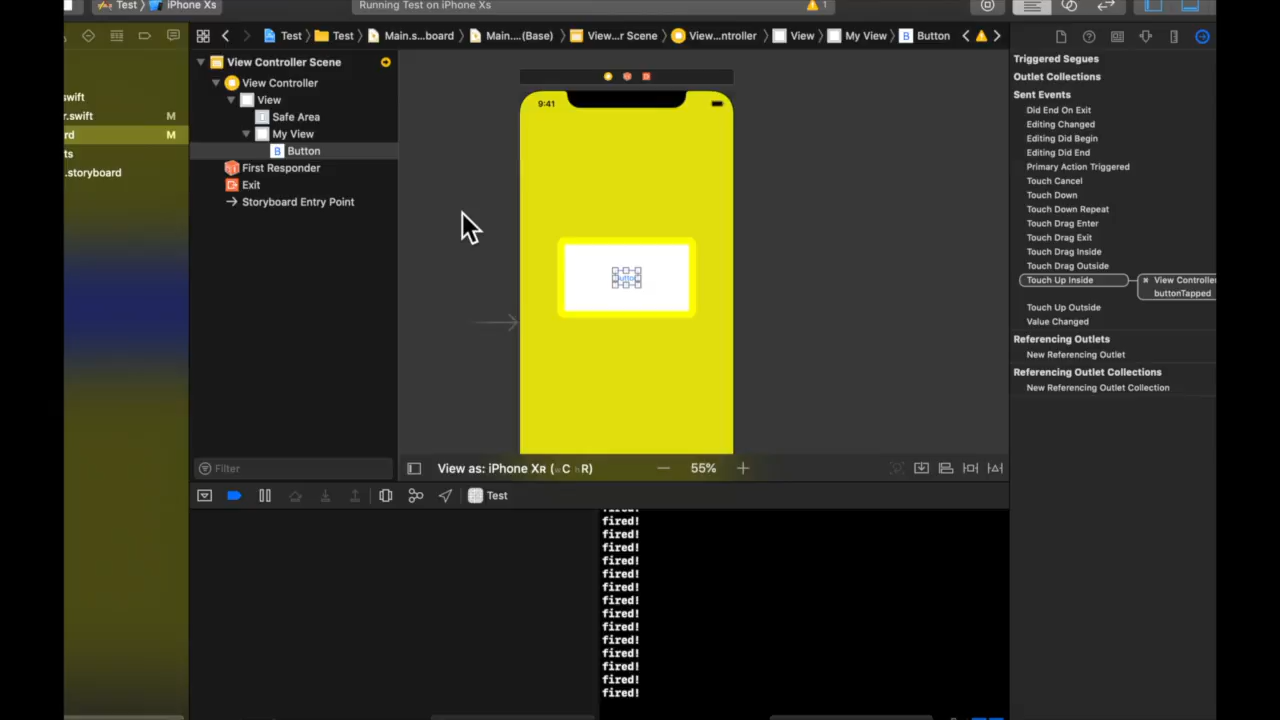 Test
iPhone Xs
Running Test on iPhone Xs
1
Test
Test
Main.s...board
Main....(Base)
View...r Scene
View...ntroller
View
My View
B Button
swift
r.swift M
rd M
ts
.storyboard
View Controller Scene
View Controller
View
Safe Area
My View
B Button
First Responder
Exit
Storyboard Entry Point
Filter
9:41
View as: iPhone XR (wC hR)
55%
Test
fired!
fired!
fired!
fired!
fired!
fired!
fired!
fired!
fired!
fired!
fired!
fired!
fired!
fired!
Triggered Segues
Outlet Collections
Sent Events
Did End On Exit
Editing Changed
Editing Did Begin
Editing Did End
Primary Action Triggered
Touch Cancel
Touch Down
Touch Down Repeat
Touch Drag Enter
Touch Drag Exit
Touch Drag Inside
Touch Drag Outside
Touch Up Inside
View Controller
buttonTapped
Touch Up Outside
Value Changed
Referencing Outlets
New Referencing Outlet
Referencing Outlet Collections
New Referencing Outlet Collection